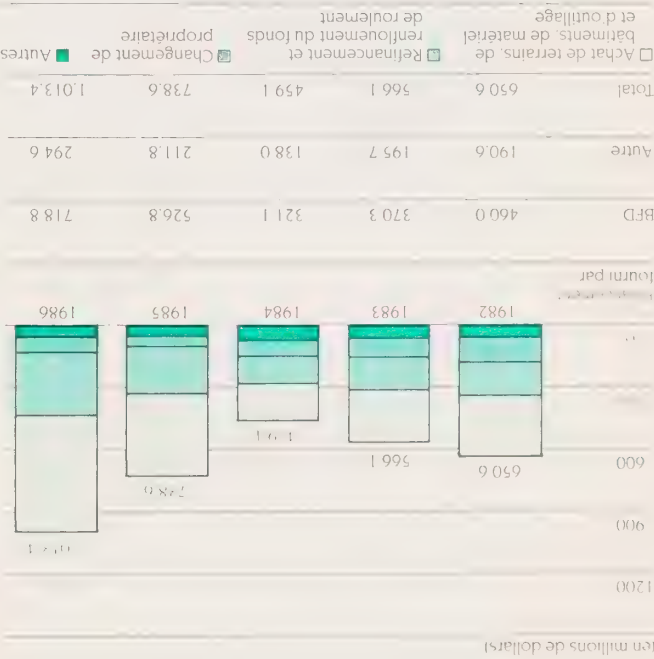 (en millions de dollars)
1200
900
600
650.6
566.1
1982 1983 1984 1985 1986
fourni par
BFD 460.0 370.3 321.1 526.8 718.8
Autre 190.6 195.7 138.0 211.8 294.6
Total 650.6 566.1 459.1 738.6 1,013.4
Achat de terrains, de bâtiments, de matériel et d'outillage
Refinancement et renflouement du fonds de roulement
Changement de propriétaire
Autres